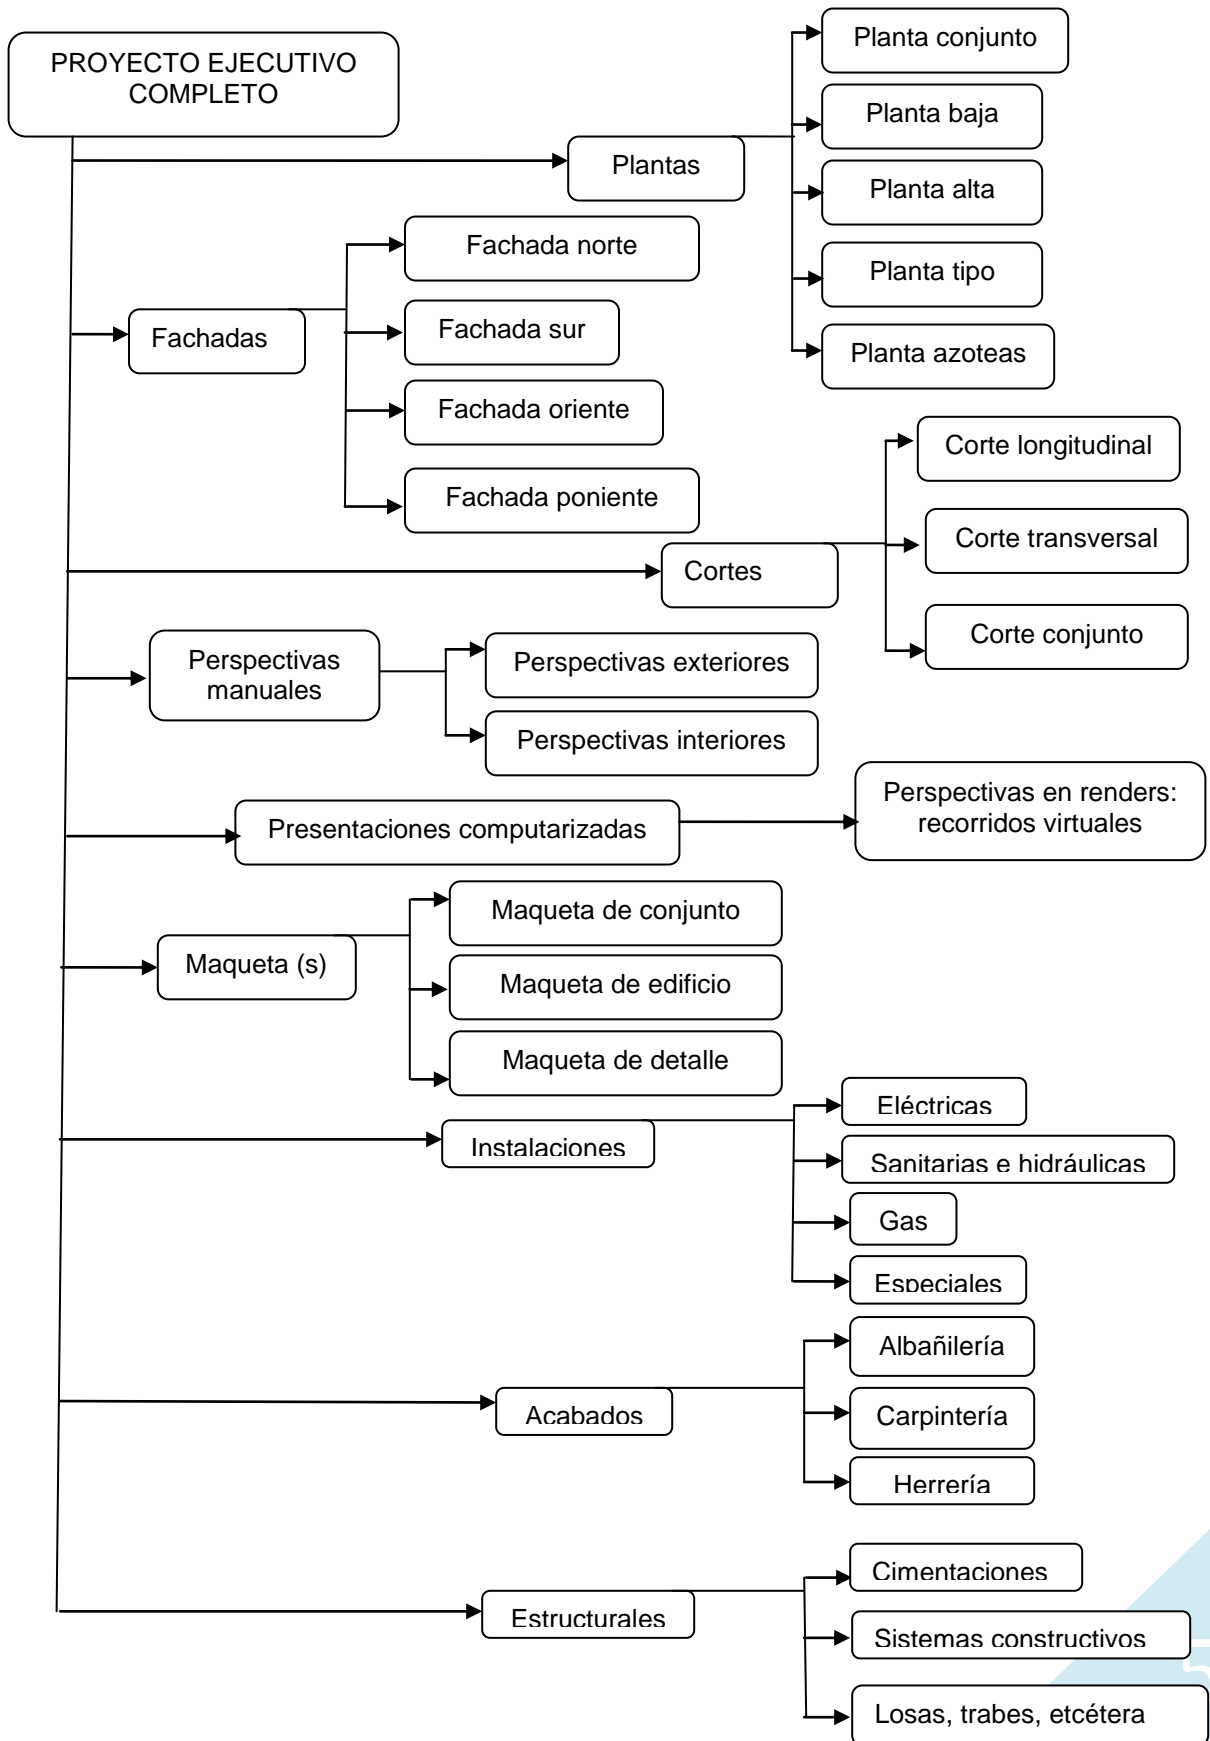 PROYECTO EJECUTIVO
COMPLETO
Plantas
Planta conjunto
Planta baja
Planta alta
Planta tipo
Planta azoteas
Fachadas
Fachada norte
Fachada sur
Fachada oriente
Fachada poniente
Cortes
Corte longitudinal
Corte transversal
Corte conjunto
Perspectivas
manuales
Perspectivas exteriores
Perspectivas interiores
Presentaciones computarizadas
Perspectivas en renders:
recorridos virtuales
Maqueta (s)
Maqueta de conjunto
Maqueta de edificio
Maqueta de detalle
Instalaciones
Eléctricas
Sanitarias e hidráulicas
Gas
Especiales
Acabados
Albañilería
Carpintería
Herrería
Estructurales
Cimentaciones
Sistemas constructivos
Losas, trabes, etcétera